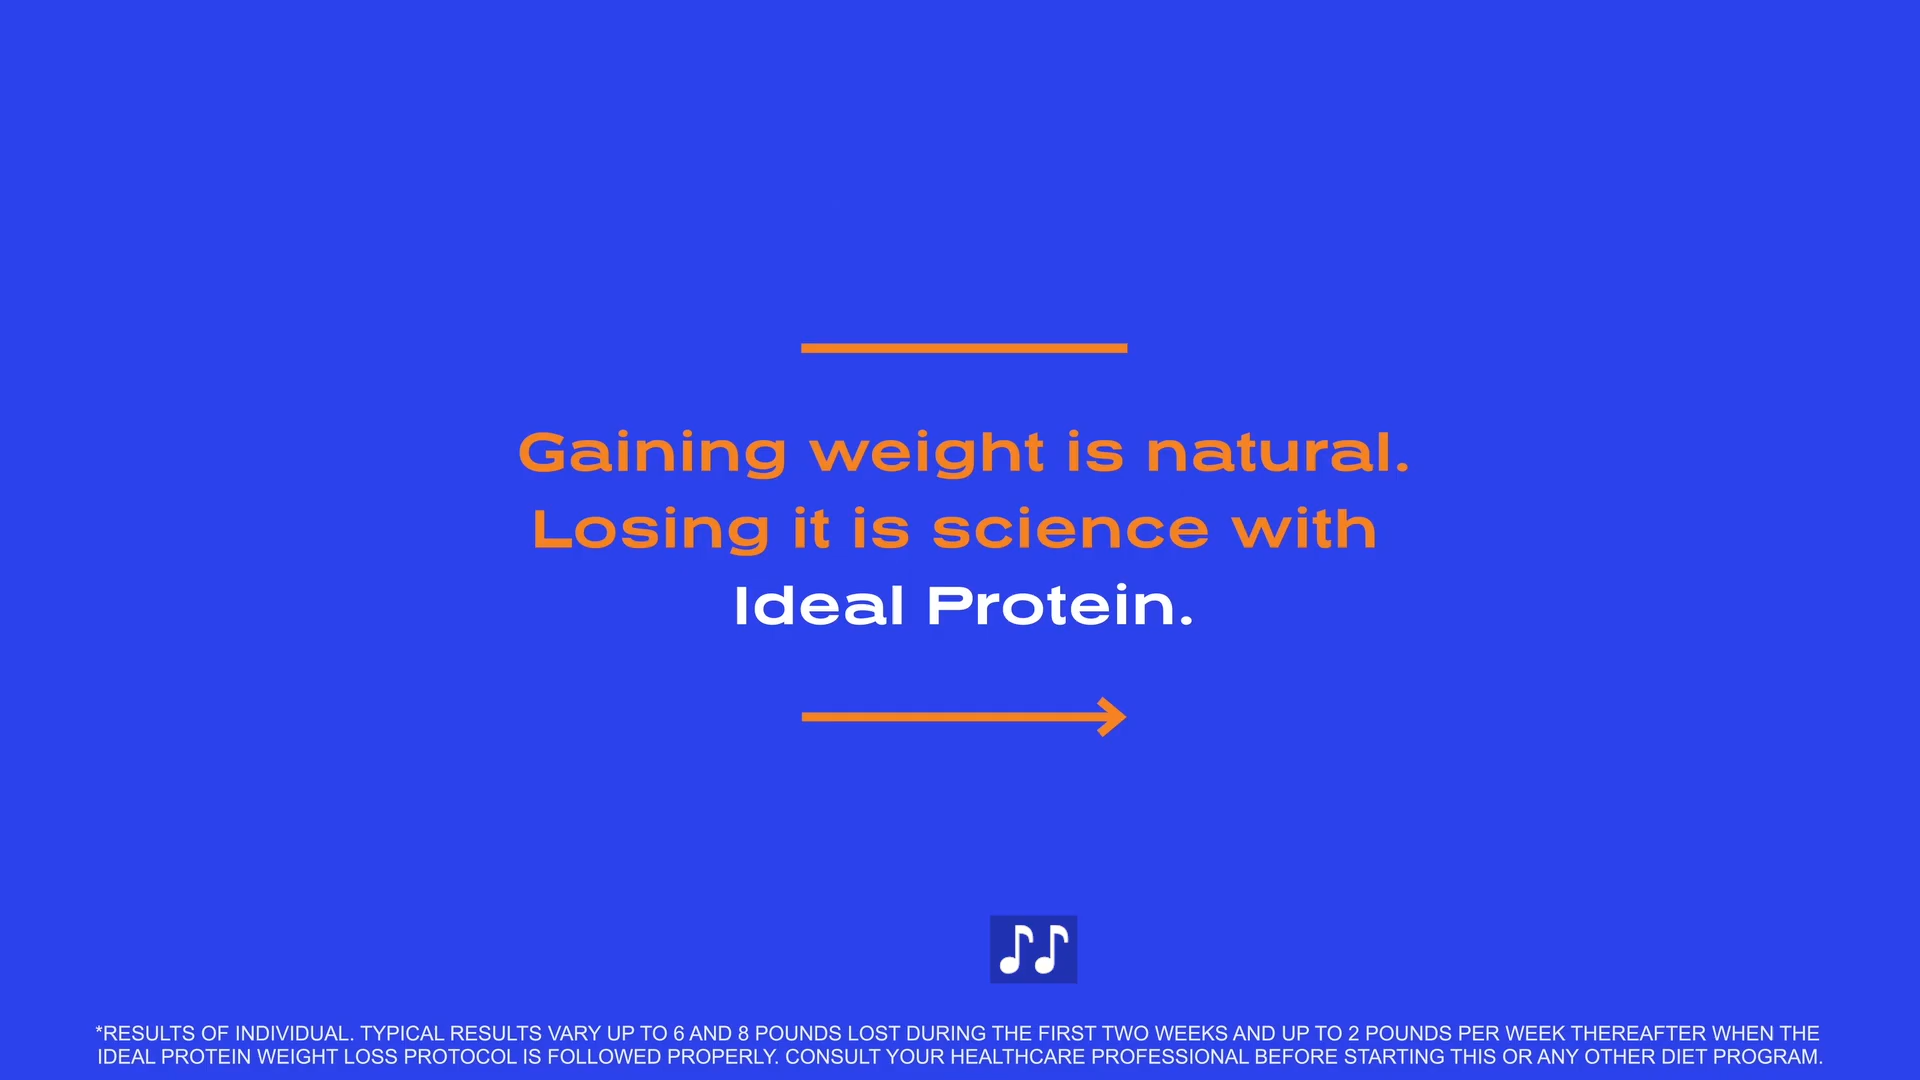 Gaining weight is natural.
Losing it is science with
Ideal Protein.
♪♪
*RESULTS OF INDIVIDUAL. TYPICAL RESULTS VARY UP TO 6 AND 8 POUNDS LOST DURING THE FIRST TWO WEEKS AND UP TO 2 POUNDS PER WEEK THEREAFTER WHEN THE
IDEAL PROTEIN WEIGHT LOSS PROTOCOL IS FOLLOWED PROPERLY. CONSULT YOUR HEALTHCARE PROFESSIONAL BEFORE STARTING THIS OR ANY OTHER DIET PROGRAM.